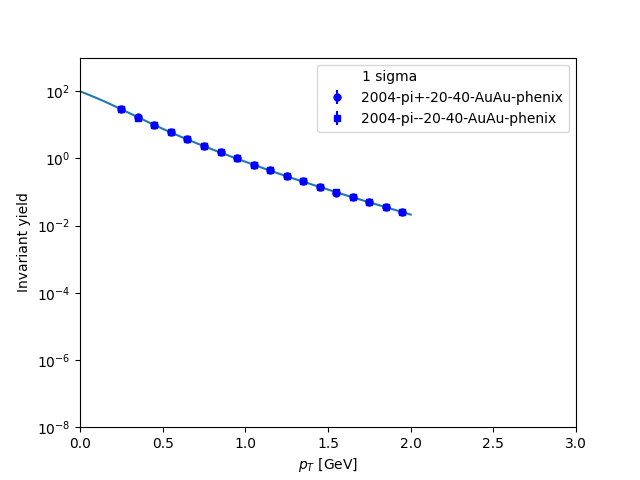 1 sigma
2004-pi+-20-40-AuAu-phenix
2004-pi--20-40-AuAu-phenix
Invariant yield
10²
10⁰
10⁻²
10⁻⁴
10⁻⁶
10⁻⁸
0.0 0.5 1.0 1.5 2.0 2.5 3.0
p_T [GeV]